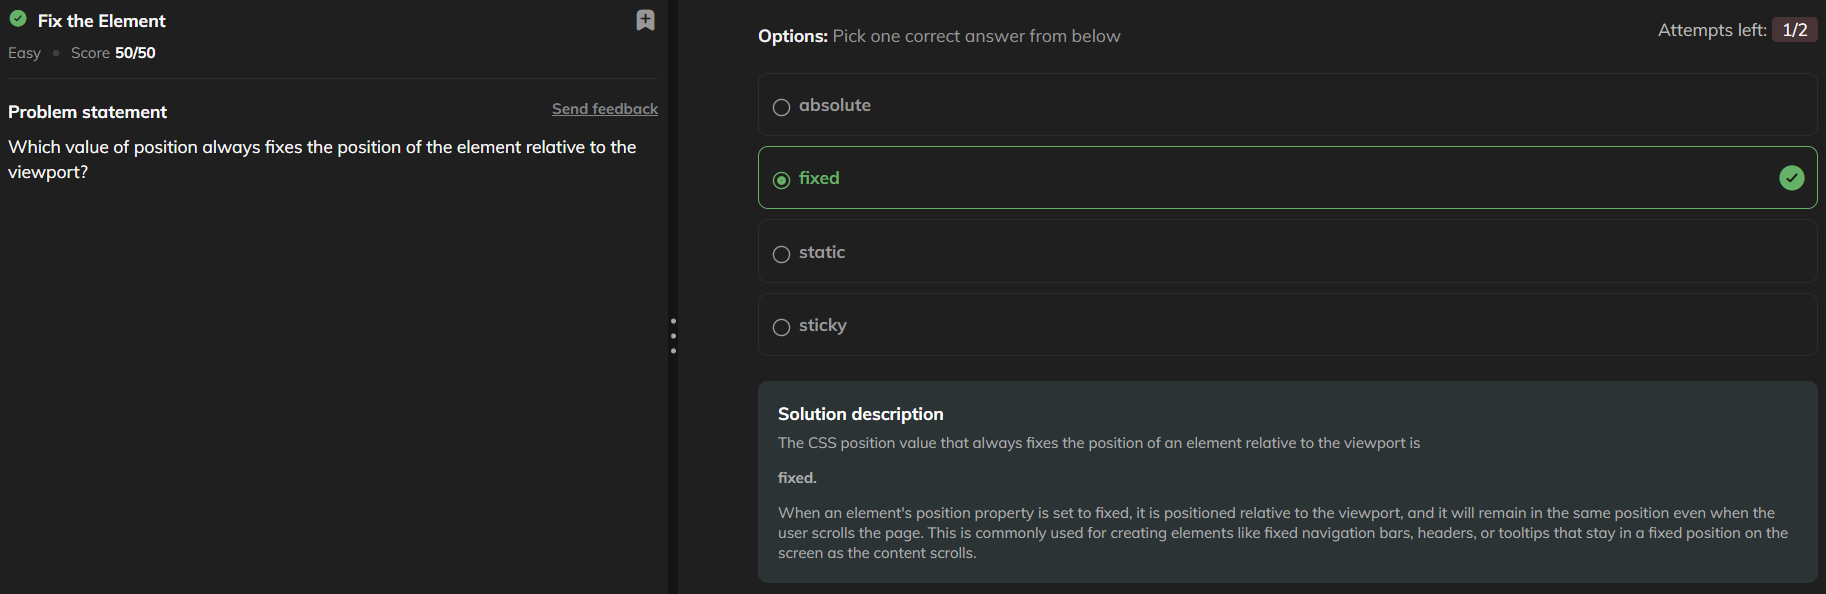 Fix the Element
Easy • Score 50/50
Problem statement
Send feedback
Which value of position always fixes the position of the element relative to the
viewport?
Options: Pick one correct answer from below
Attempts left: 1/2
absolute
fixed
static
sticky
Solution description
The CSS position value that always fixes the position of an element relative to the viewport is
fixed.
When an element's position property is set to fixed, it is positioned relative to the viewport, and it will remain in the same position even when the
user scrolls the page. This is commonly used for creating elements like fixed navigation bars, headers, or tooltips that stay in a fixed position on the
screen as the content scrolls.